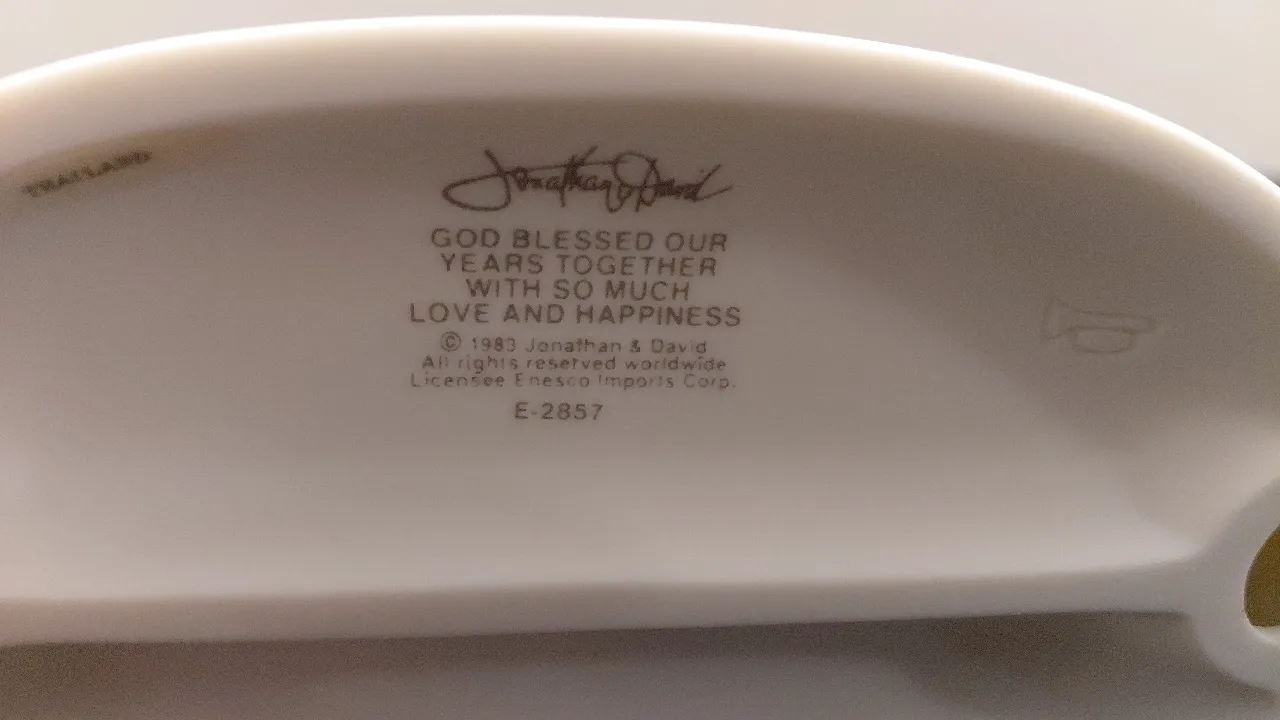 THAILAND
Jonathan & David
GOD BLESSED OUR
YEARS TOGETHER
WITH SO MUCH
LOVE AND HAPPINESS
© 1983 Jonathan & David
All rights reserved worldwide
Licensee Enesco Imports Corp.
E-2857